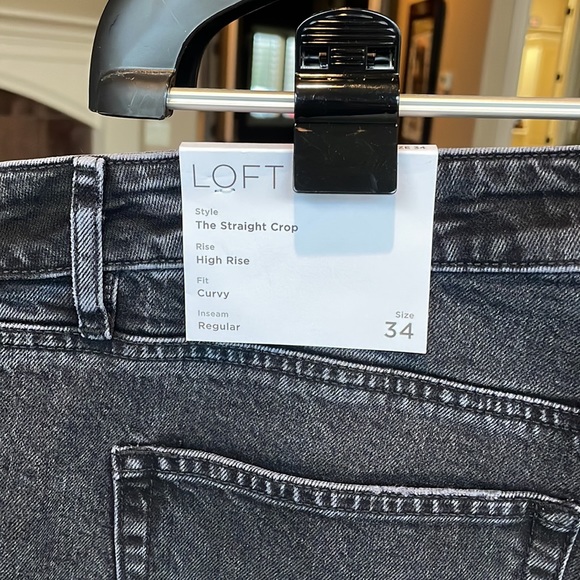 LOFT
Style
The Straight Crop
Rise
High Rise
Fit
Curvy
Inseam
Regular
Size
34